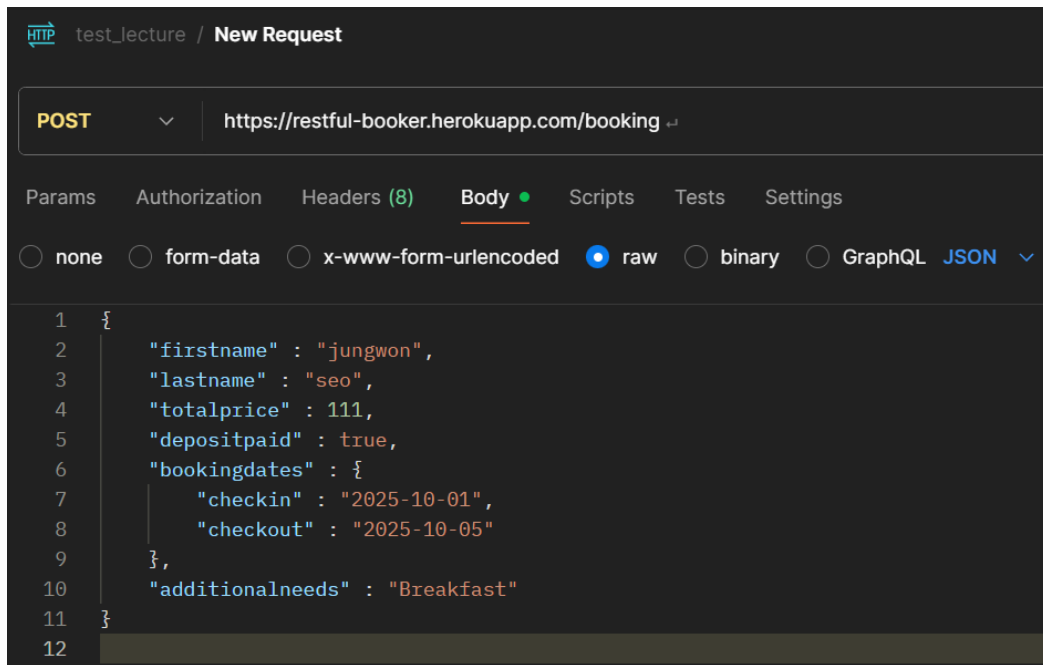 HTTP test_lecture / New Request
POST https://restful-booker.herokuapp.com/booking ↵
Params Authorization Headers (8) Body Scripts Tests Settings
none form-data x-www-form-urlencoded raw binary GraphQL JSON
1 {
2 "firstname" : "jungwon",
3 "lastname" : "seo",
4 "totalprice" : 111,
5 "depositpaid" : true,
6 "bookingdates" : {
7 "checkin" : "2025-10-01",
8 "checkout" : "2025-10-05"
9 },
10 "additionalneeds" : "Breakfast"
11 }
12